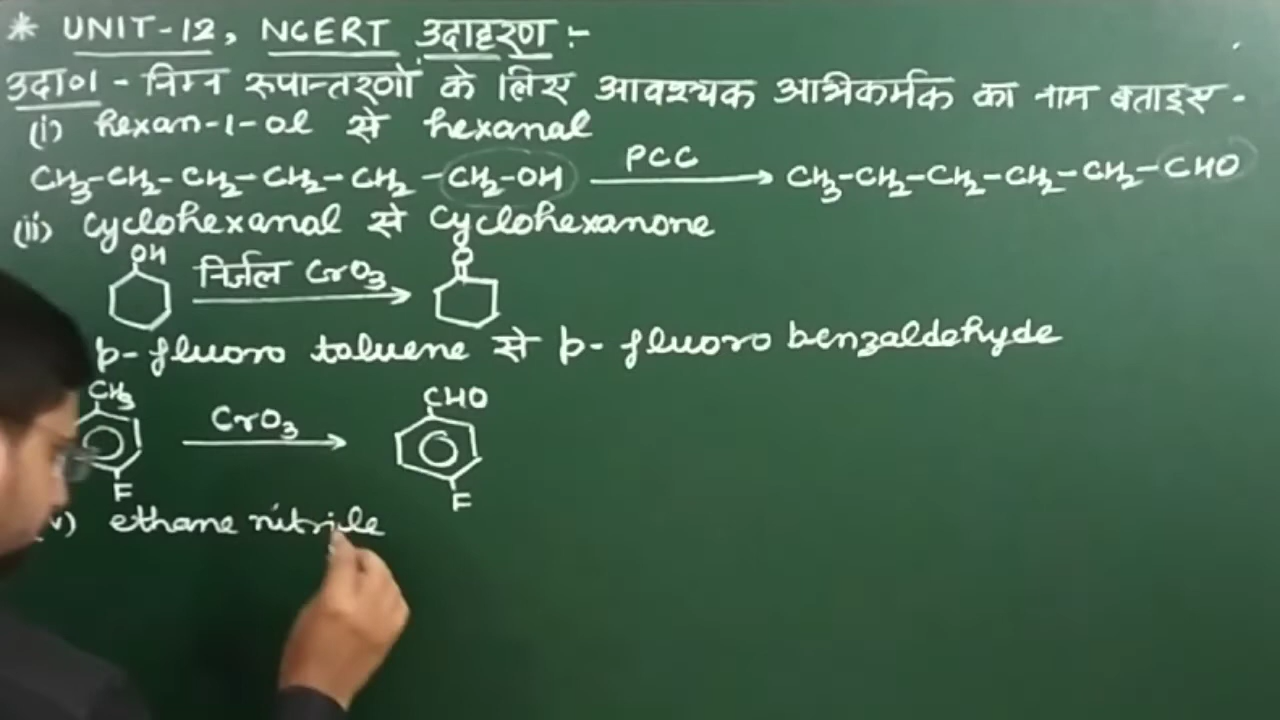 * UNIT-12, NCERT उदाहरण :-
उदा०1 - निम्न रूपान्तरणों के लिए आवश्यक अभिकर्मक का नाम बताइए -
(i) hexan-1-ol से hexanal
CH3-CH2-CH2-CH2-CH2-CH2-OH PCC → CH3-CH2-CH2-CH2-CH2-CHO
(ii) cyclohexanal से cyclohexanone
OH निर्जल CrO3 → O
p- fluoro toluene से p- fluoro benzaldehyde
CH3 CrO3 → CHO
F F
v) ethane nitrile